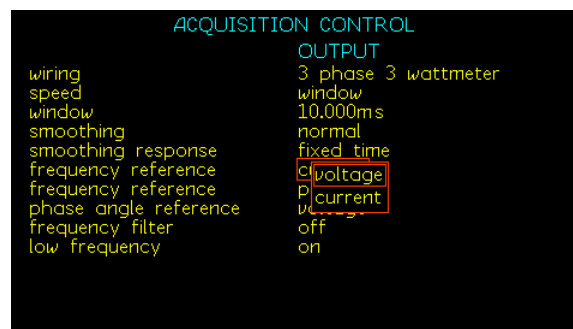 ACQUISITION CONTROL
OUTPUT
wiring 3 phase 3 wattmeter
speed window
window 10.000ms
smoothing normal
smoothing response fixed time
frequency reference
voltage
frequency reference
current
phase angle reference
frequency filter off
low frequency on